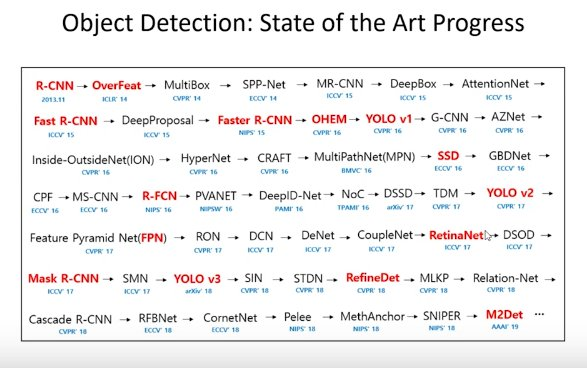 Object Detection: State of the Art Progress
R-CNN → OverFeat → MultiBox → SPP-Net → MR-CNN → DeepBox → AttentionNet →
2013.11 ICLR' 14 CVPR' 14 ECCV' 14 ICCV' 15 ICCV' 15 ICCV' 15
Fast R-CNN → DeepProposal → Faster R-CNN → OHEM → YOLO v1 → G-CNN → AZNet →
ICCV' 15 ICCV' 15 NIPS' 15 CVPR' 16 CVPR' 16 CVPR' 16 CVPR' 16
Inside-OutsideNet(ION) → HyperNet → CRAFT → MultiPathNet(MPN) → SSD → GBDNet →
CVPR' 16 CVPR' 16 CVPR' 16 BMVC' 16 ECCV' 16 ECCV' 16
CPF → MS-CNN → R-FCN → PVANET → DeepID-Net → NoC → DSSD → TDM → YOLO v2 →
ECCV' 16 ECCV' 16 NIPS' 16 NIPSW' 16 PAMI' 16 TPAMI' 16 arXiv' 17 CVPR' 17 CVPR' 17
Feature Pyramid Net(FPN) → RON → DCN → DeNet → CoupleNet → RetinaNet → DSOD →
CVPR' 17 CVPR' 17 ICCV' 17 ICCV' 17 ICCV' 17 ICCV' 17 ICCV' 17
Mask R-CNN → SMN → YOLO v3 → SIN → STDN → RefineDet → MLKP → Relation-Net →
ICCV' 17 ICCV' 17 arXiv' 18 CVPR' 18 CVPR' 18 CVPR' 18 CVPR' 18 CVPR' 18
Cascade R-CNN → RFBNet → CornetNet → Pelee → MethAnchor → SNIPER → M2Det ···
CVPR' 18 ECCV' 18 ECCV' 18 NIPS' 18 NIPS' 18 NIPS' 18 AAAI' 19